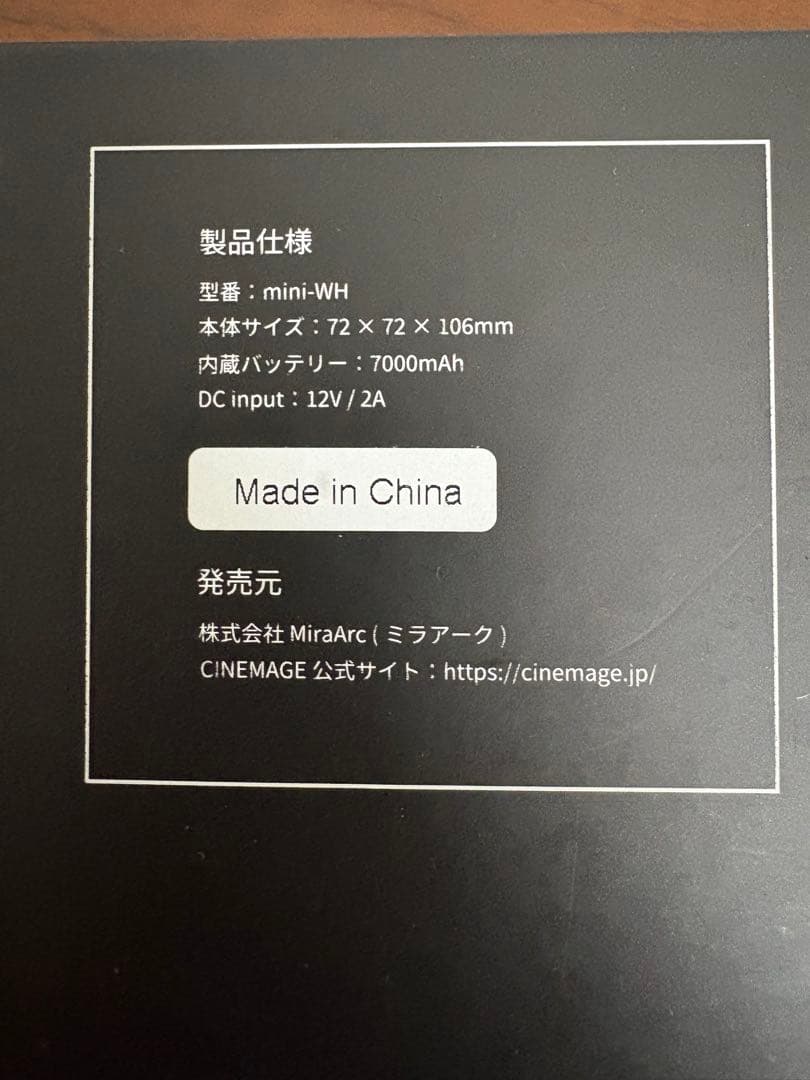 製品仕様
型番：mini-WH
本体サイズ：72 × 72 × 106mm
内蔵バッテリー：7000mAh
DC input：12V / 2A
Made in China
発売元
株式会社 MiraArc ( ミラアーク )
CINEMAGE 公式サイト：https://cinemage.jp/